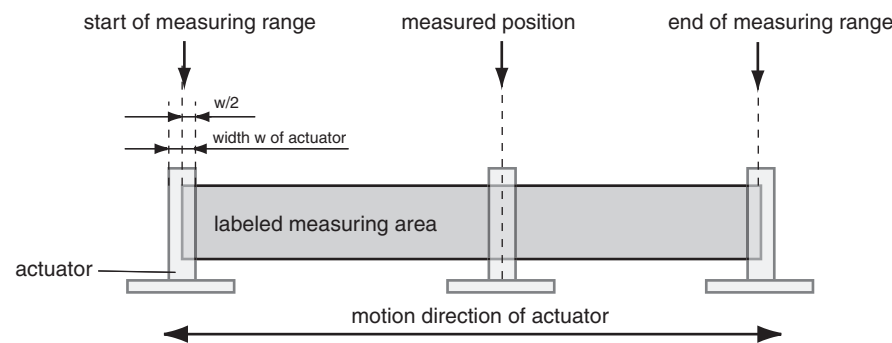 start of measuring range
measured position
end of measuring range
w/2
width w of actuator
labeled measuring area
actuator
motion direction of actuator